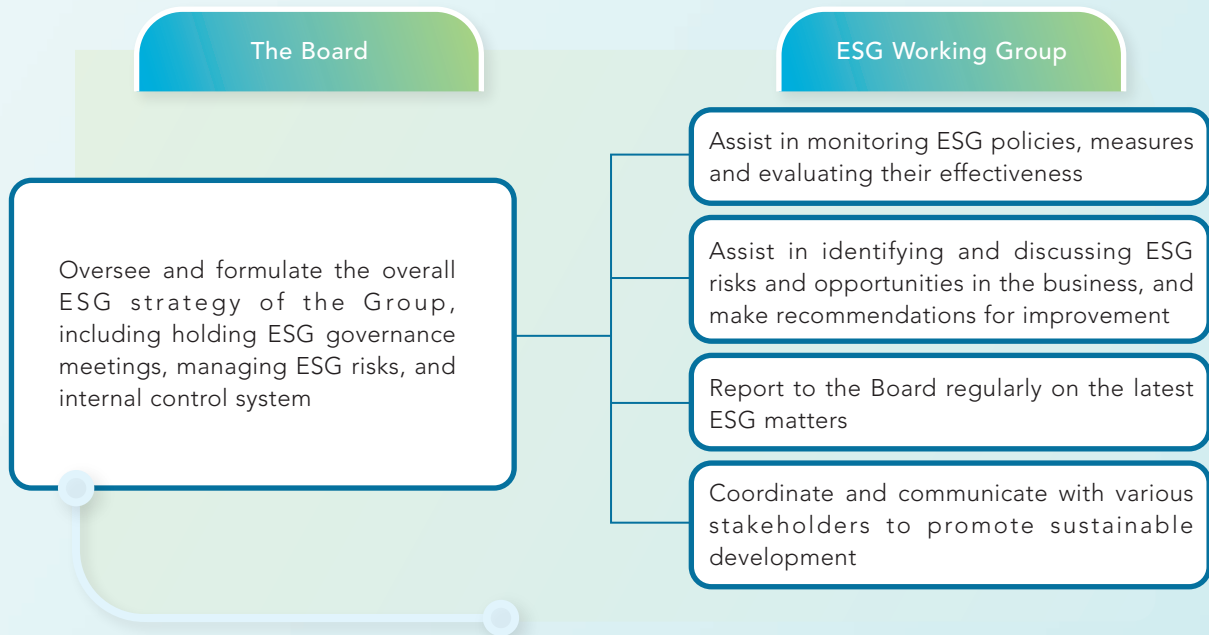 The Board
Oversee and formulate the overall
ESG strategy of the Group,
including holding ESG governance
meetings, managing ESG risks, and
internal control system
ESG Working Group
Assist in monitoring ESG policies, measures
and evaluating their effectiveness
Assist in identifying and discussing ESG
risks and opportunities in the business, and
make recommendations for improvement
Report to the Board regularly on the latest
ESG matters
Coordinate and communicate with various
stakeholders to promote sustainable
development